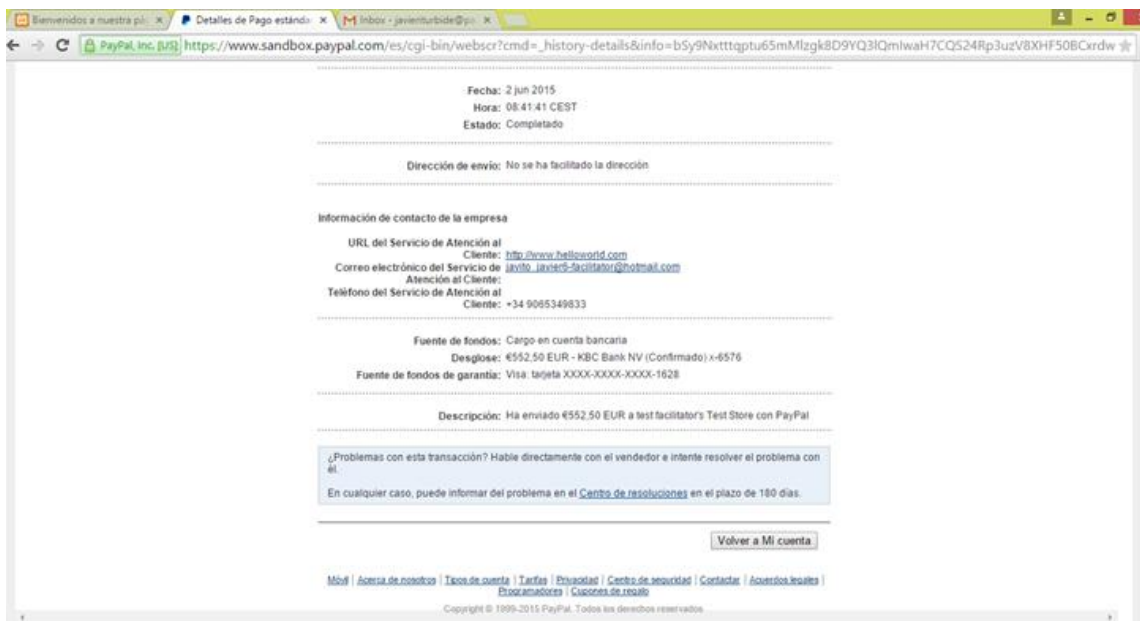 Bienvenidos a nuestra pá
Detalles de Pago estánda
Inbox - javieriturbide@p
PayPal, Inc. [US] https://www.sandbox.paypal.com/es/cgi-bin/webscr?cmd=_history-details&info=
Fecha: 2 jun 2015
Hora: 08:41:41 CEST
Estado: Completado
Dirección de envío: No se ha facilitado la dirección
Información de contacto de la empresa
URL del Servicio de Atención al
Cliente: http://www.helloworld.com
Correo electrónico del Servicio de javito_javier6-facilitator@hotmail.com
Atención al Cliente:
Teléfono del Servicio de Atención al
Cliente: +34 9065349833
Fuente de fondos: Cargo en cuenta bancaria
Desglose: €552,50 EUR - KBC Bank NV (Confirmado) x-6576
Fuente de fondos de garantía: Visa: tarjeta XXXX-XXXX-XXXX-1628
Descripción: Ha enviado €552,50 EUR a test facilitator's Test Store con PayPal
¿Problemas con esta transacción? Hable directamente con el vendedor e intente resolver el problema con
él.
En cualquier caso, puede informar del problema en el Centro de resoluciones en el plazo de 180 días.
Volver a Mi cuenta
Móvil | Acerca de nosotros | Tipos de cuenta | Tarifas | Privacidad | Centro de seguridad | Contactar | Acuerdos legales |
Programadores | Cupones de regalo
Copyright © 1999-2015 PayPal. Todos los derechos reservados.